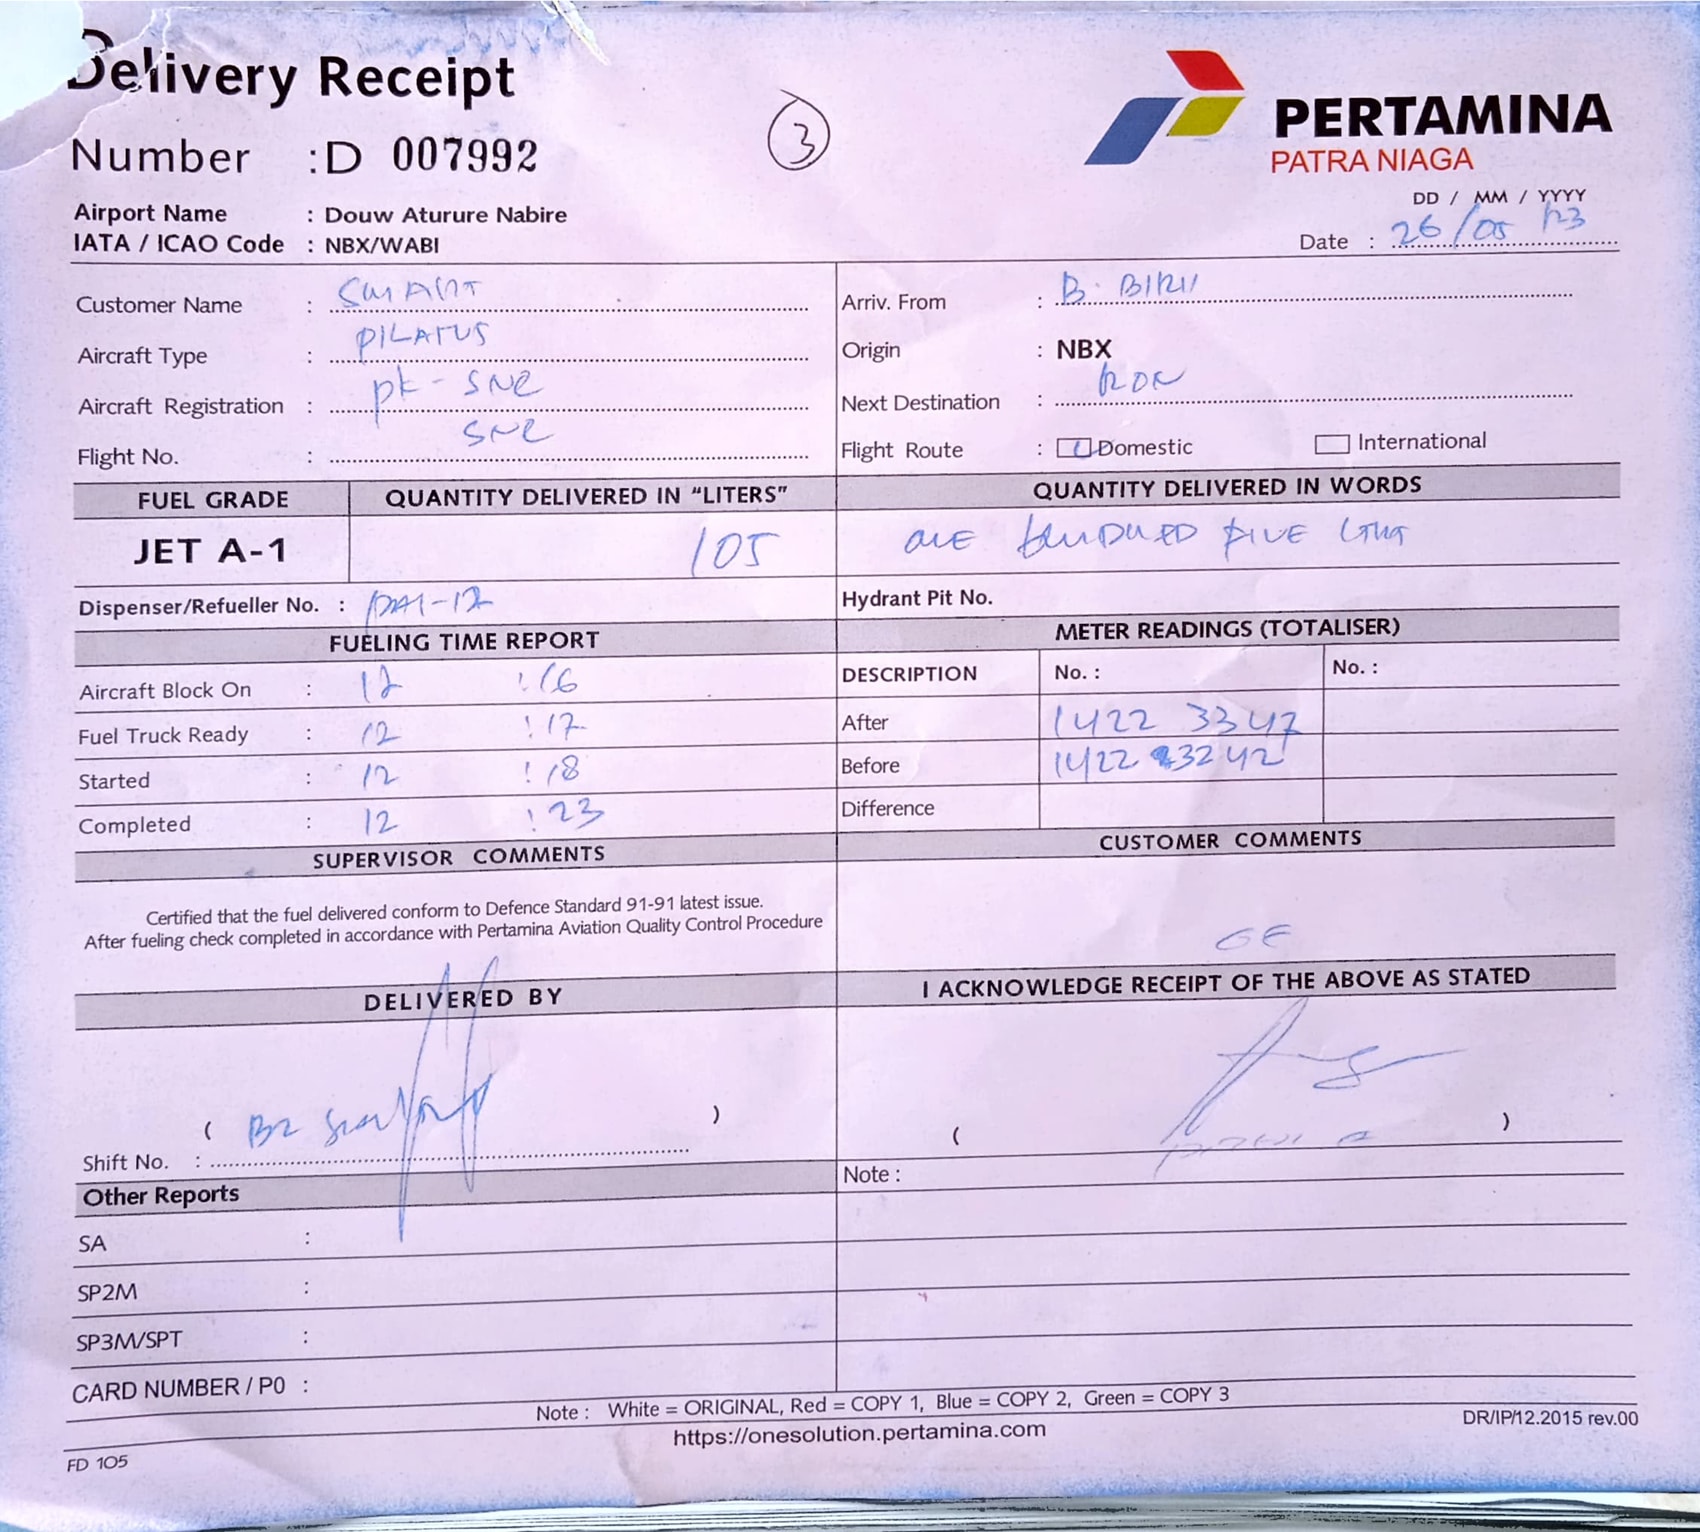 Delivery Receipt
Number : D 007992
3
PERTAMINA
PATRA NIAGA
Airport Name : Douw Aturure Nabire
IATA / ICAO Code : NBX/WABI
DD / MM / YYYY
Date : 26/05/23
Customer Name : SMART
Aircraft Type : PILATUS
Aircraft Registration : PK - SNR
Flight No. : SNR
Arriv. From : B. BIRU
Origin : NBX
Next Destination :
Flight Route : Domestic International
FUEL GRADE QUANTITY DELIVERED IN “LITERS” QUANTITY DELIVERED IN WORDS
JET A-1 105 ONE HUNDRED FIVE
Dispenser/Refueller No. :
Hydrant Pit No.
FUELING TIME REPORT
Aircraft Block On : 12 : 16
Fuel Truck Ready : 12 : 17
Started : 12 : 18
Completed : 12 : 23
METER READINGS (TOTALISER)
DESCRIPTION No. : No. :
After 1422 3347
Before 1422 3242
Difference
SUPERVISOR COMMENTS
Certified that the fuel delivered conform to Defence Standard 91-91 latest issue.
After fueling check completed in accordance with Pertamina Aviation Quality Control Procedure
CUSTOMER COMMENTS
DELIVERED BY
( )
Shift No. :
I ACKNOWLEDGE RECEIPT OF THE ABOVE AS STATED
( )
Note :
Other Reports
SA :
SP2M :
SP3M/SPT :
CARD NUMBER / P0 :
Note : White = ORIGINAL, Red = COPY 1, Blue = COPY 2, Green = COPY 3
https://onesolution.pertamina.com
DR/IP/12.2015 rev.00
FD 105